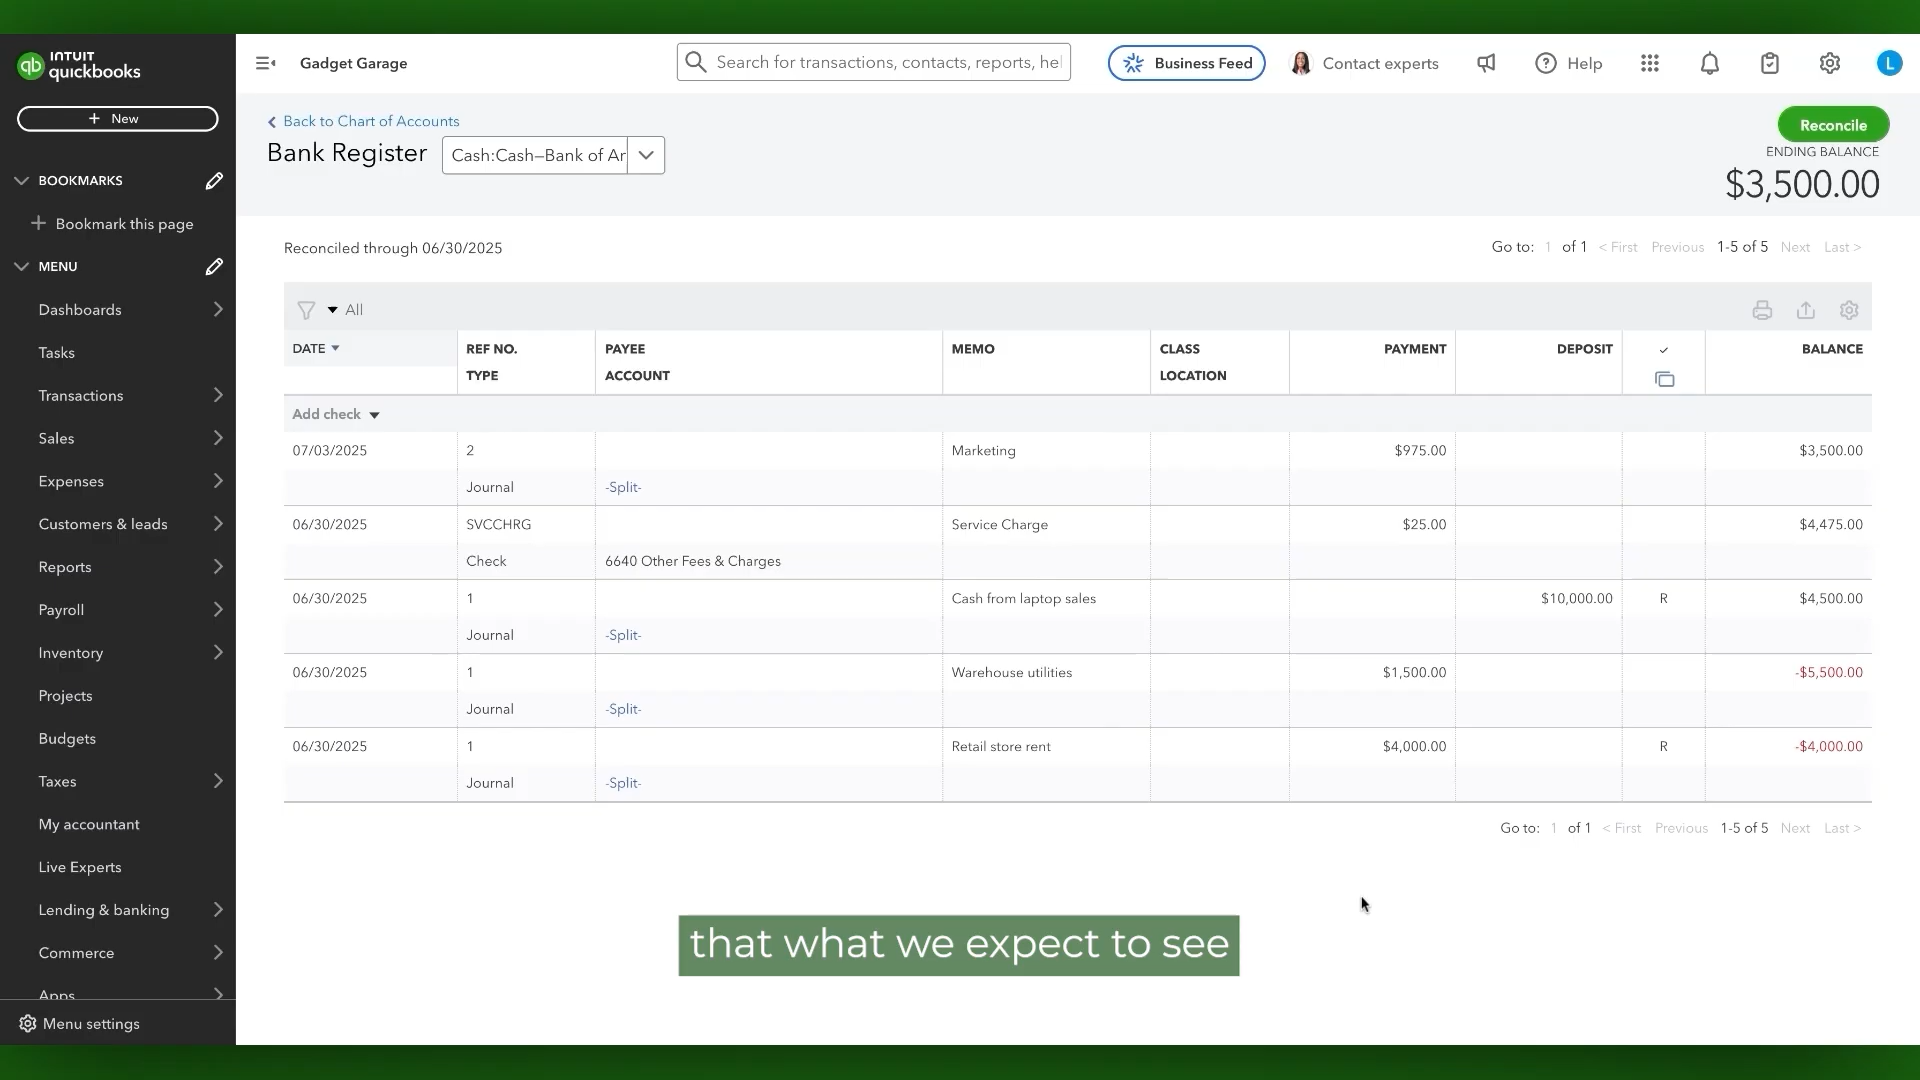 INTUIT
quickbooks
Gadget Garage
Search for transactions, contacts, reports, hel
Business Feed
Contact experts
Help
L
+ New
BOOKMARKS
Bookmark this page
MENU
Dashboards
Tasks
Transactions
Sales
Expenses
Customers & leads
Reports
Payroll
Inventory
Projects
Budgets
Taxes
My accountant
Live Experts
Lending & banking
Commerce
Apps
Menu settings
Back to Chart of Accounts
Bank Register
Cash:Cash—Bank of Ar
Reconcile
ENDING BALANCE
$3,500.00
Reconciled through 06/30/2025
Go to: 1 of 1 < First Previous 1-5 of 5 Next Last >
All
DATE REF NO. PAYEE MEMO CLASS PAYMENT DEPOSIT ✓ BALANCE
TYPE ACCOUNT LOCATION
Add check
07/03/2025 2 Marketing $975.00 $3,500.00
Journal -Split-
06/30/2025 SVCCHRG Service Charge $25.00 $4,475.00
Check 6640 Other Fees & Charges
06/30/2025 1 Cash from laptop sales $10,000.00 R $4,500.00
Journal -Split-
06/30/2025 1 Warehouse utilities $1,500.00 -$5,500.00
Journal -Split-
06/30/2025 1 Retail store rent $4,000.00 R -$4,000.00
Journal -Split-
Go to: 1 of 1 < First Previous 1-5 of 5 Next Last >
that what we expect to see